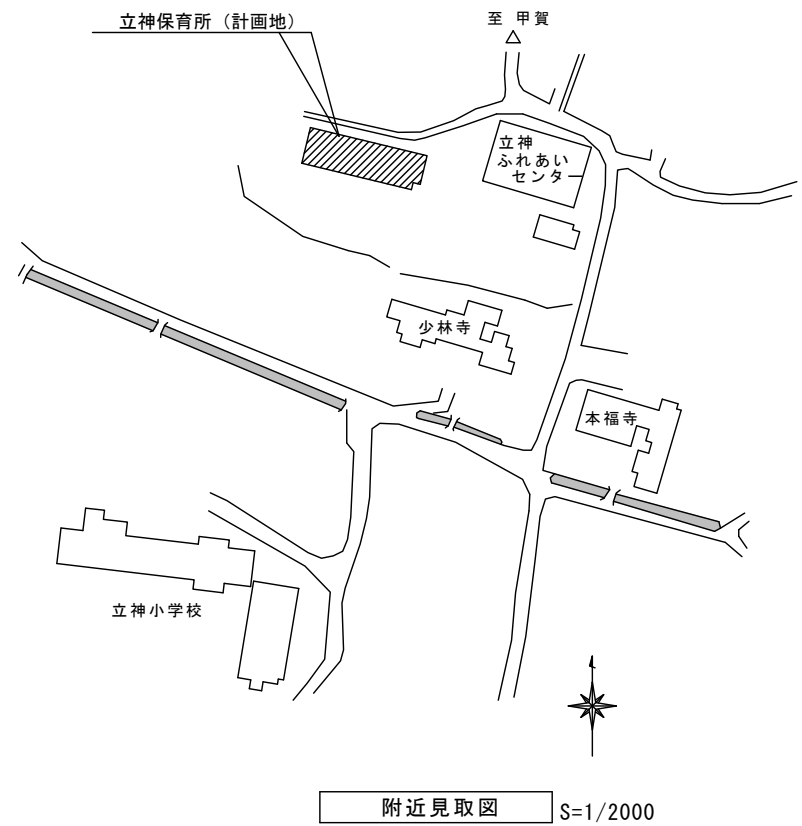 立神保育所（計画地）
至 甲賀
立神
ふれあい
センタ
少林寺
本福寺
立神小学校
附近見取図
S=1/2000